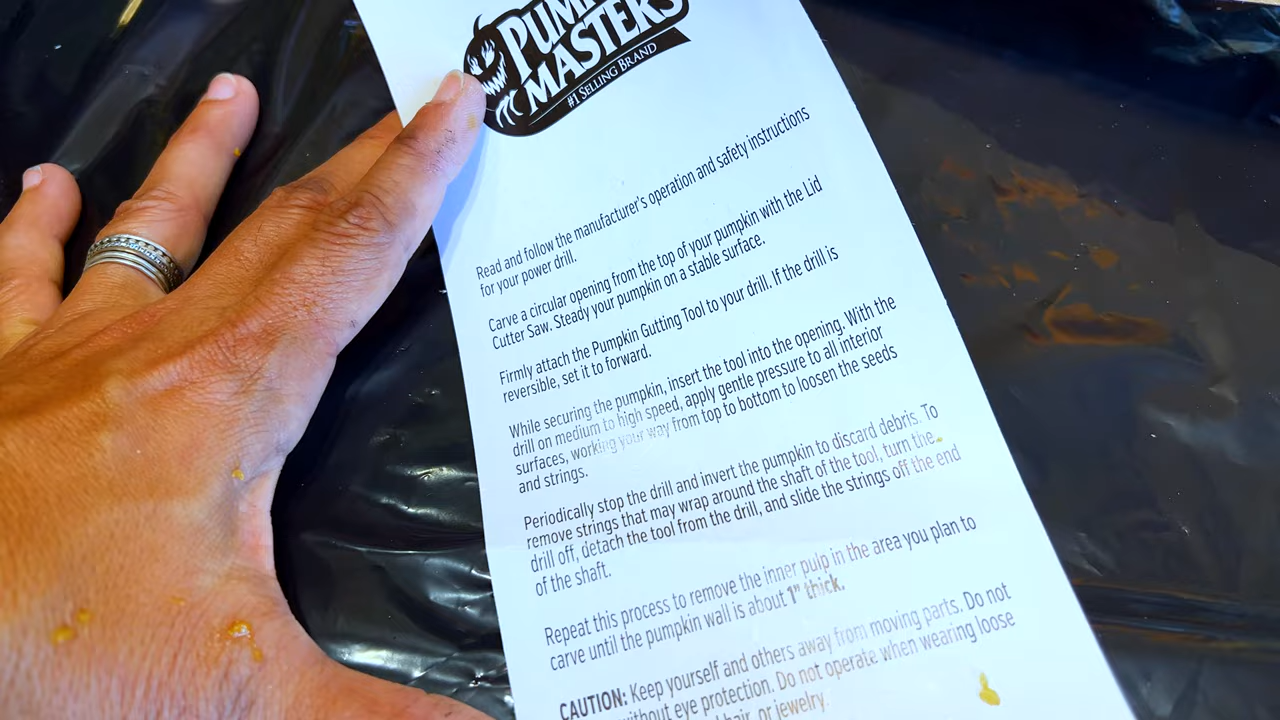 MASTERS
#1 SELLING BRAND
Read and follow the manufacturer's operation and safety instructions
for your power drill.
Carve a circular opening from the top of your pumpkin with the Lid
Cutter Saw. Steady your pumpkin on a stable surface.
Firmly attach the Pumpkin Gutting Tool to your drill. If the drill is
reversible, set it to forward.
While securing the pumpkin, insert the tool into the opening. With the
drill on medium to high speed, apply gentle pressure to all interior
surfaces, working your way from top to bottom to loosen the seeds
and strings.
Periodically stop the drill and invert the pumpkin to discard debris. To
remove strings that may wrap around the shaft of the tool, turn the
drill off, detach the tool from the drill, and slide the strings off the end
of the shaft.
Repeat this process to remove the inner pulp in the area you plan to
carve until the pumpkin wall is about 1" thick.
CAUTION: Keep yourself and others away from moving parts. Do not
without eye protection. Do not operate when wearing loose
hair, or jewelry.